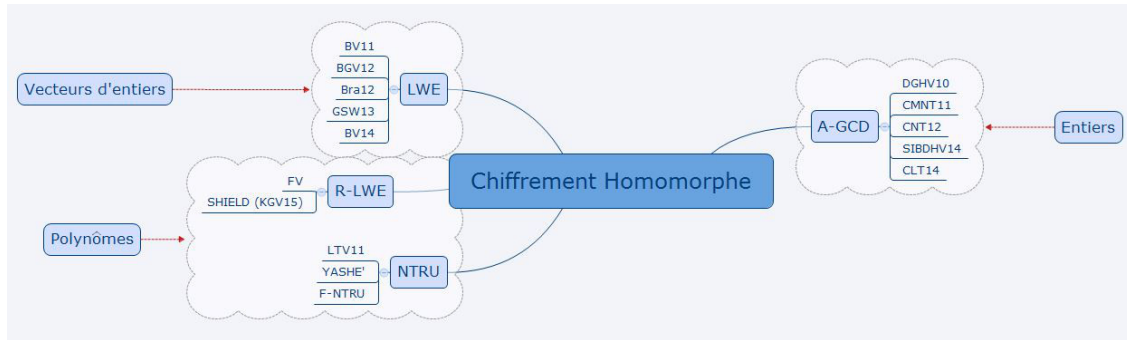 Chiffrement Homomorphe
Vecteurs d'entiers
LWE
BV11
BGV12
Bra12
GSW13
BV14
Polynômes
R-LWE
FV
SHIELD (KGV15)
NTRU
LTV11
YASHE'
F-NTRU
Entiers
A-GCD
DGHV10
CMNT11
CNT12
SIBDHV14
CLT14